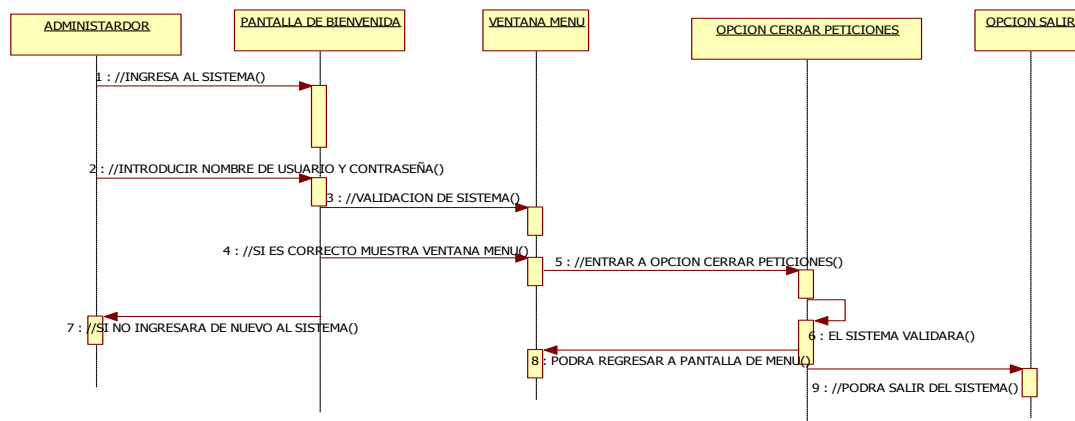 ADMINISTARDOR
PANTALLA DE BIENVENIDA
VENTANA MENU
OPCION CERRAR PETICIONES
OPCION SALIR
1 : //INGRESA AL SISTEMA()
2 : //INTRODUCIR NOMBRE DE USUARIO Y CONTRASEÑA()
3 : //VALIDACION DE SISTEMA()
4 : //SI ES CORRECTO MUESTRA VENTANA MENU()
5 : //ENTRAR A OPCION CERRAR PETICIONES()
7 : //SI NO INGRESARA DE NUEVO AL SISTEMA()
6 : EL SISTEMA VALIDARA()
8 : PODRA REGRESAR A PANTALLA DE MENU()
9 : //PODRA SALIR DEL SISTEMA()